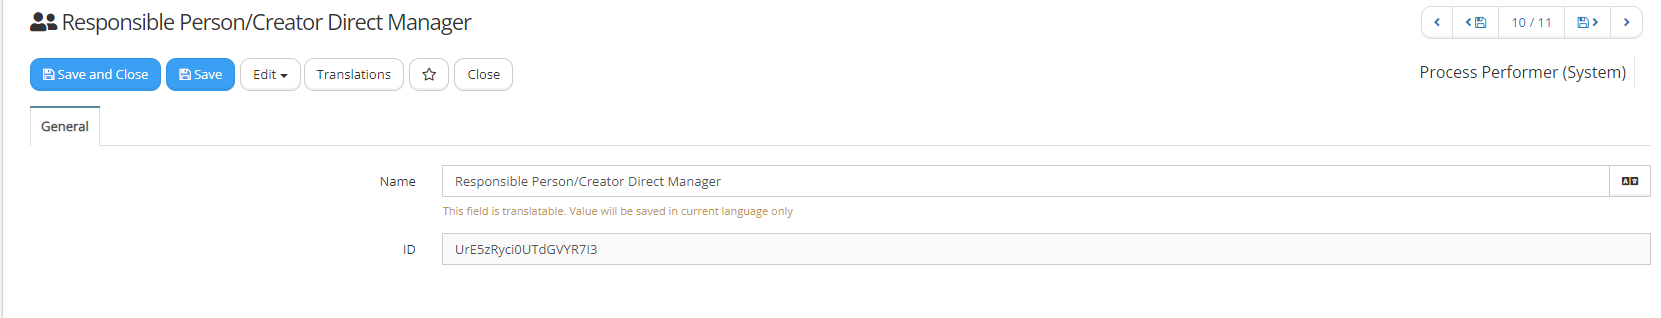 Responsible Person/Creator Direct Manager
10 / 11
Save and Close
Save
Edit
Translations
Close
Process Performer (System)
General
Name
Responsible Person/Creator Direct Manager
This field is translatable. Value will be saved in current language only
ID
UrE5zRyci0UTdGVYR7I3